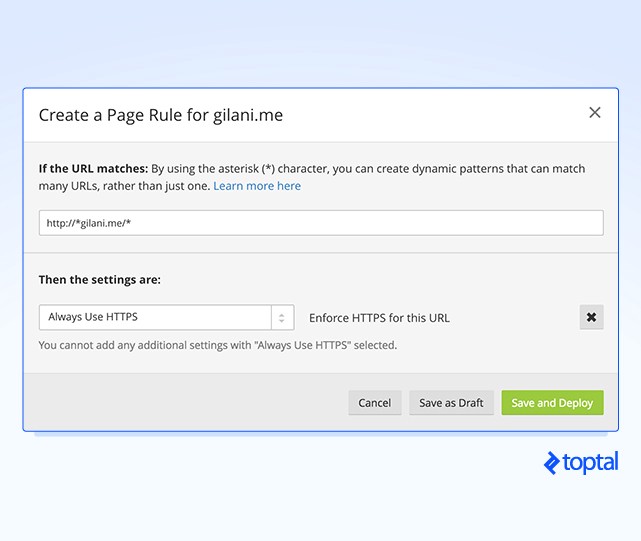 Create a Page Rule for gilani.me
If the URL matches: By using the asterisk (*) character, you can create dynamic patterns that can match
many URLs, rather than just one. Learn more here
http://*gilani.me/*
Then the settings are:
Always Use HTTPS
Enforce HTTPS for this URL
You cannot add any additional settings with "Always Use HTTPS" selected.
Cancel
Save as Draft
Save and Deploy
toptal